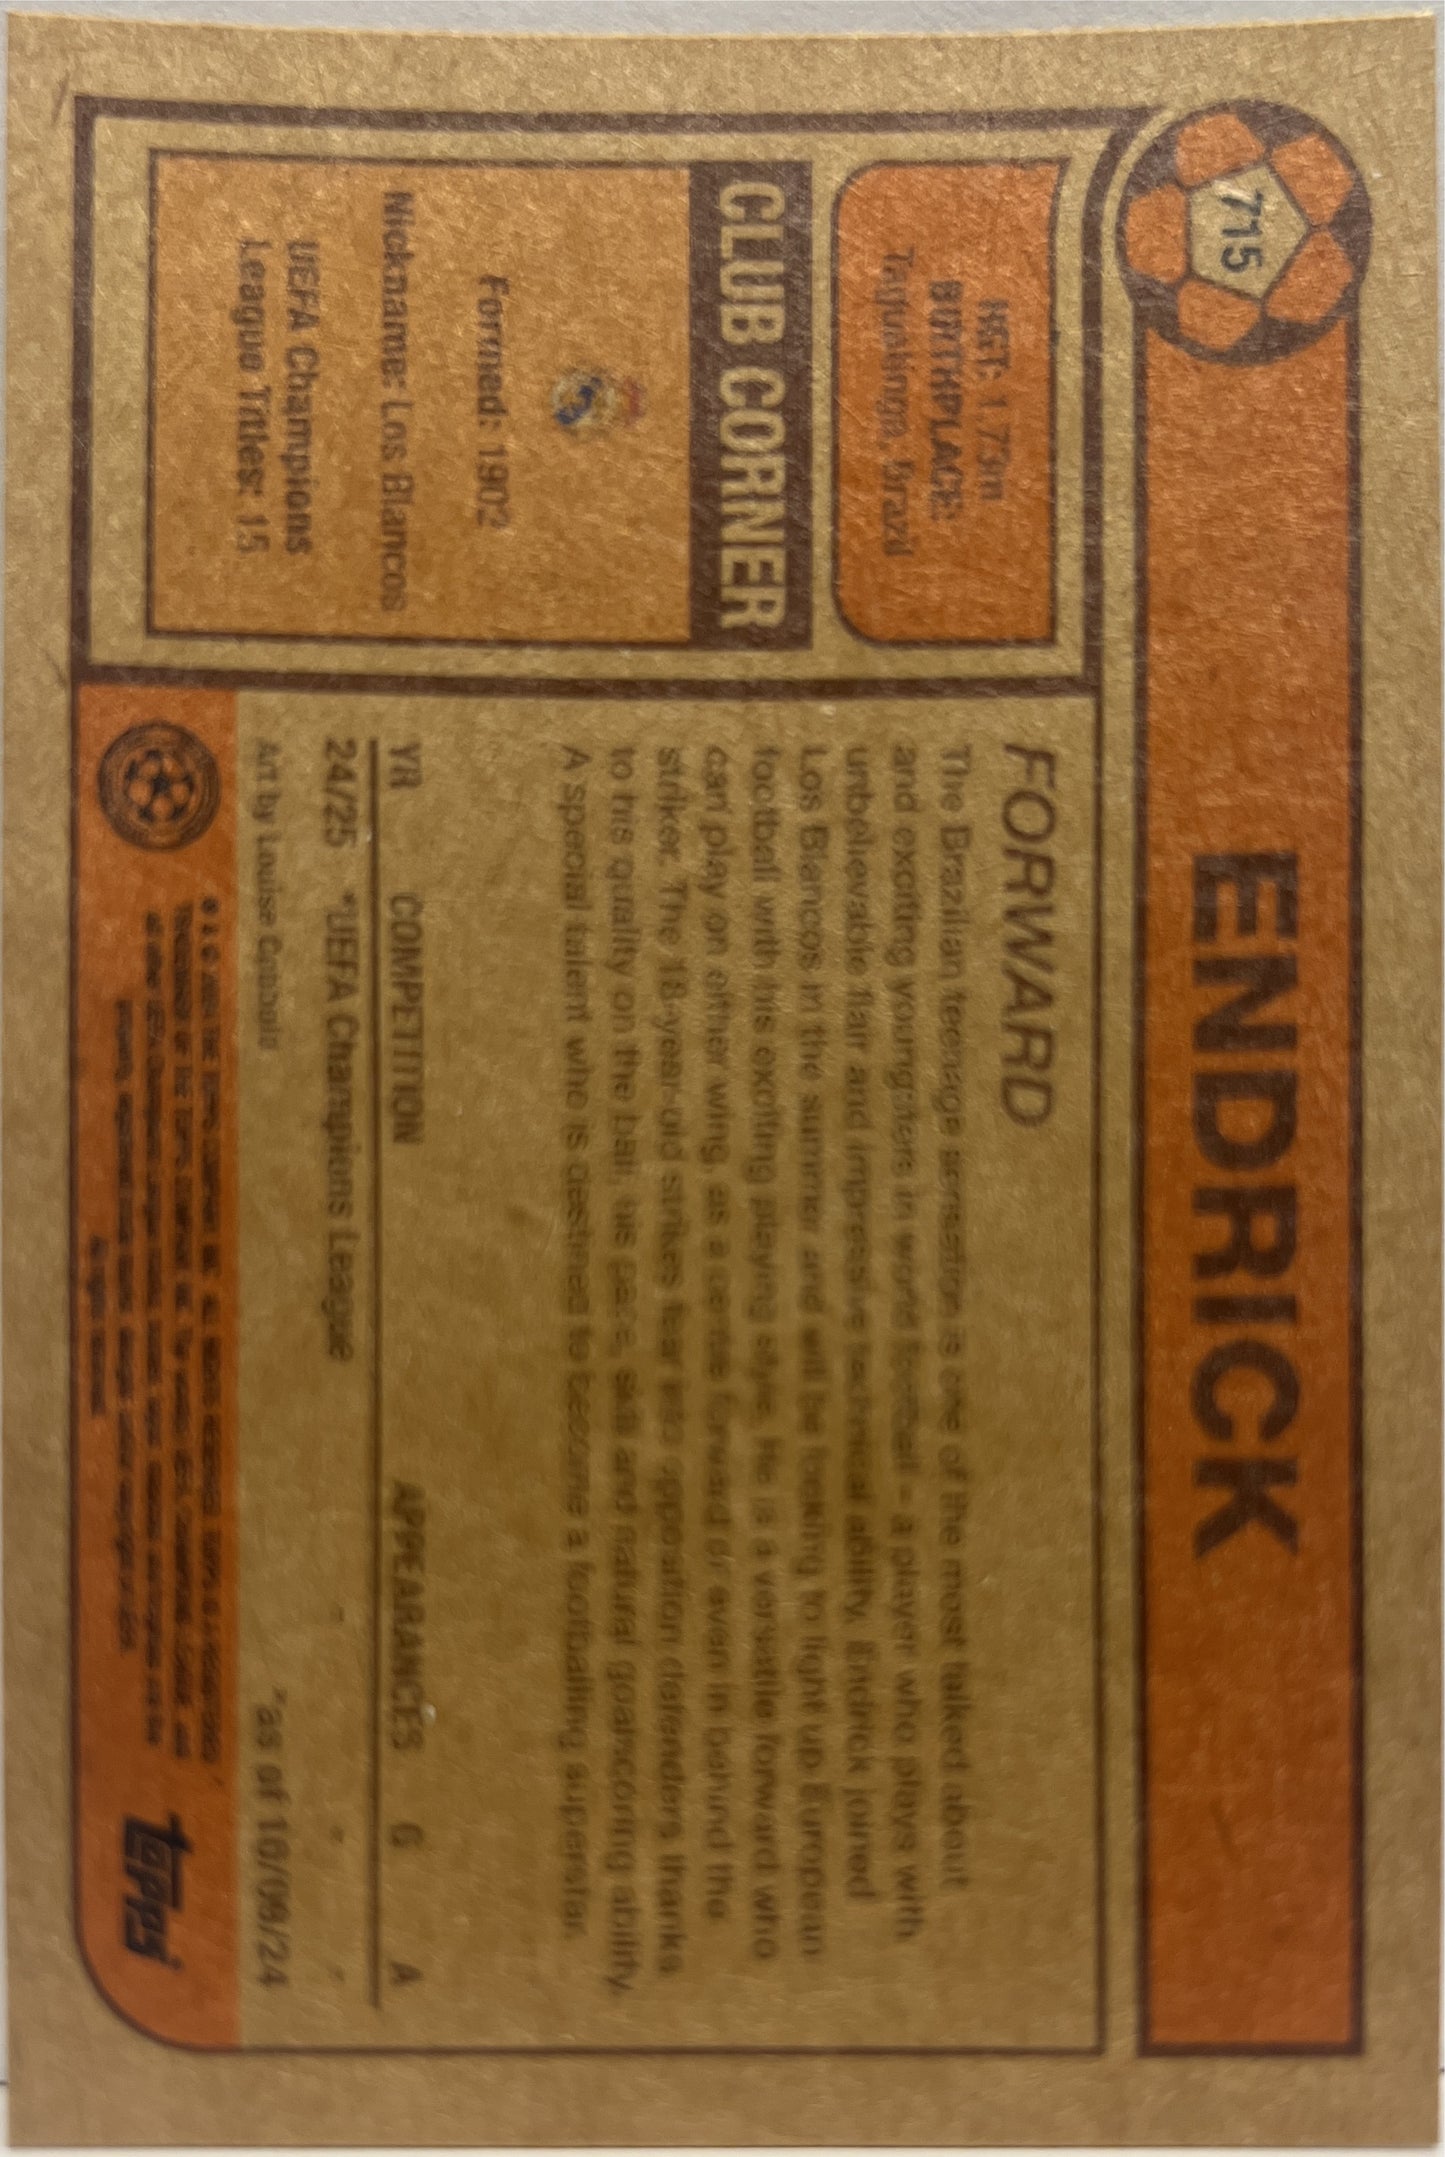 715
ENDRICK
HGT: 1.73m
BIRTHPLACE:
Taguatinga, Brazil
CLUB CORNER
Formed: 1902
Nickname: Los Blancos
UEFA Champions
League Titles: 15
FORWARD
The Brazilian teenage sensation is one of the most talked about
and exciting youngsters in world football – a player who plays with
unbelievable flair and impressive technical ability. Endrick joined
Los Blancos in the summer and will be looking to light up European
football with his exciting playing style. He is a versatile forward who
can play on either wing, as a centre forward or even in behind the
striker. The 18-year-old strikes fear into opposition defenders thanks
to his quality on the ball, his pace, skill and natural goalscoring ability.
A special talent who is destined to become a footballing superstar.
YR COMPETITION APPEARANCES G A
24/25 *UEFA Champions League - - -
Art by Louise
*as of 10/09/24
topps